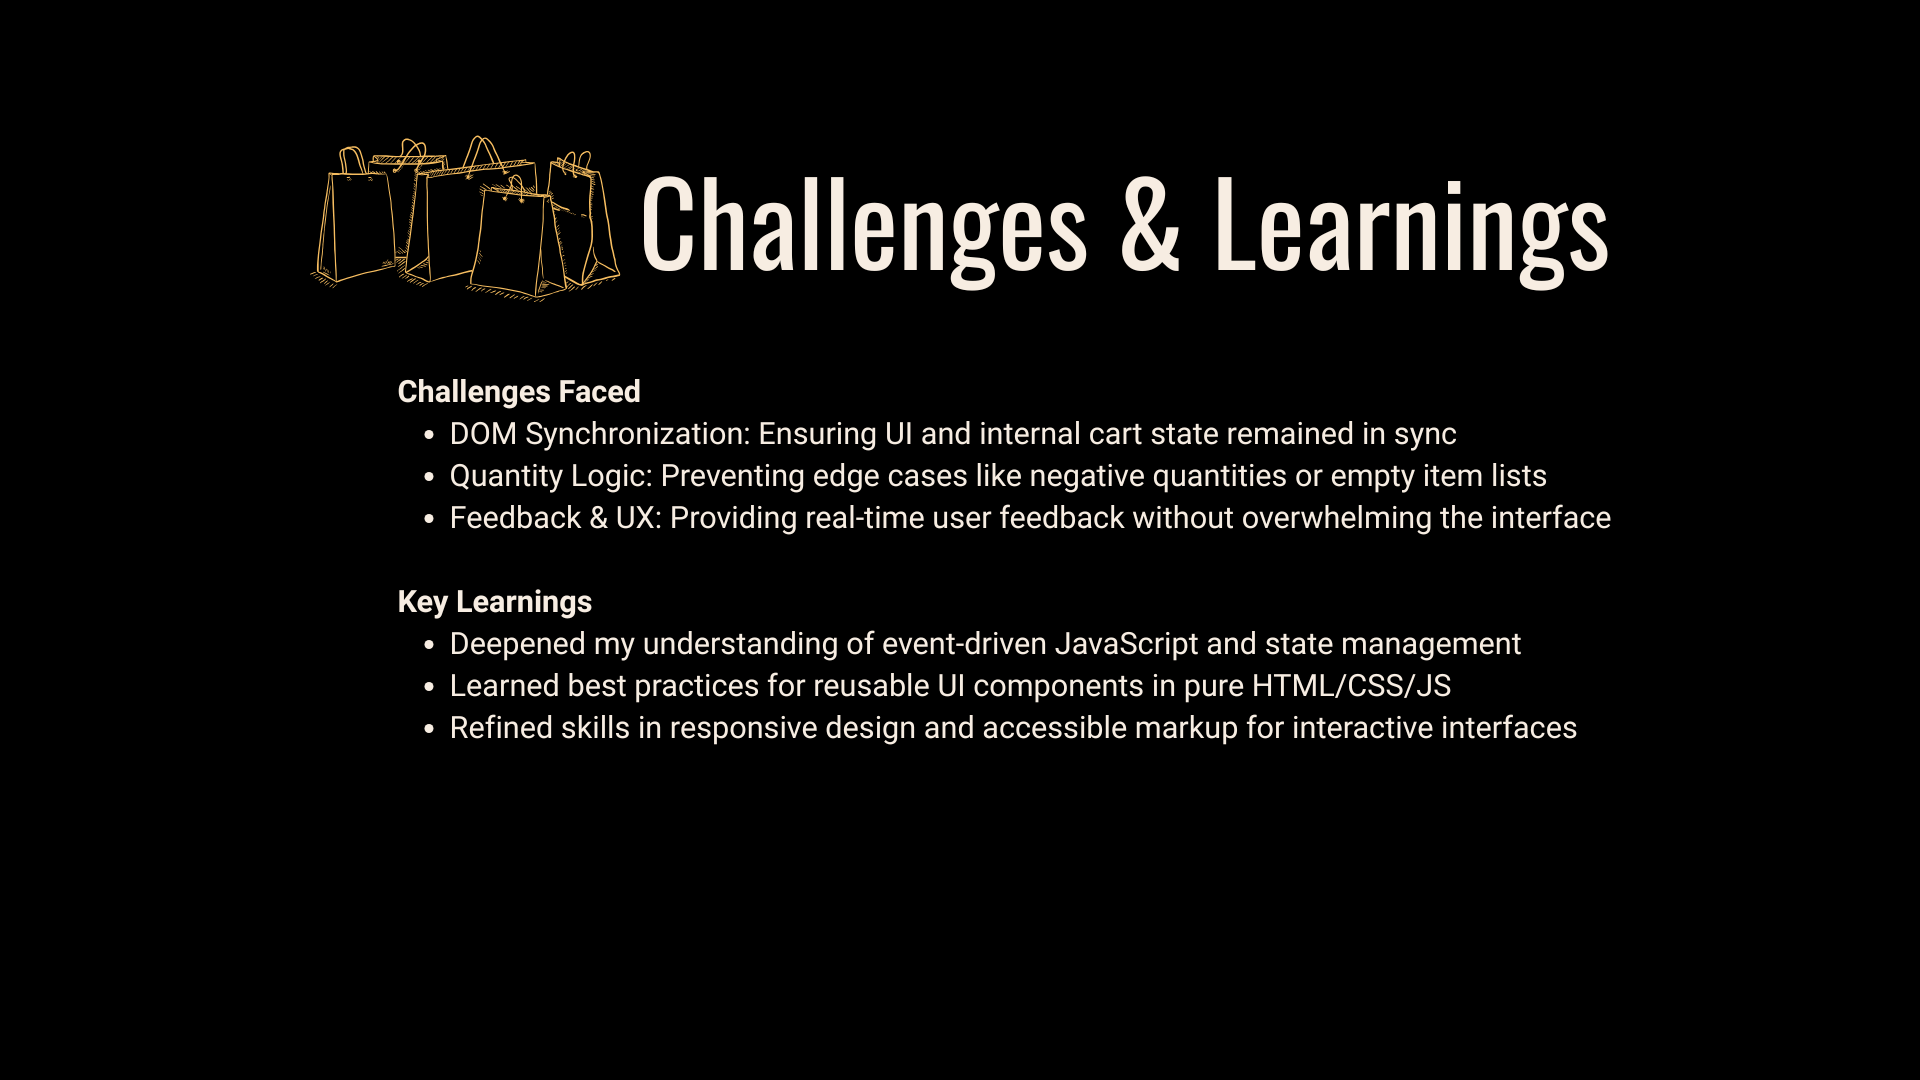 Challenges & Learnings
Challenges Faced
• DOM Synchronization: Ensuring UI and internal cart state remained in sync
• Quantity Logic: Preventing edge cases like negative quantities or empty item lists
• Feedback & UX: Providing real-time user feedback without overwhelming the interface
Key Learnings
• Deepened my understanding of event-driven JavaScript and state management
• Learned best practices for reusable UI components in pure HTML/CSS/JS
• Refined skills in responsive design and accessible markup for interactive interfaces